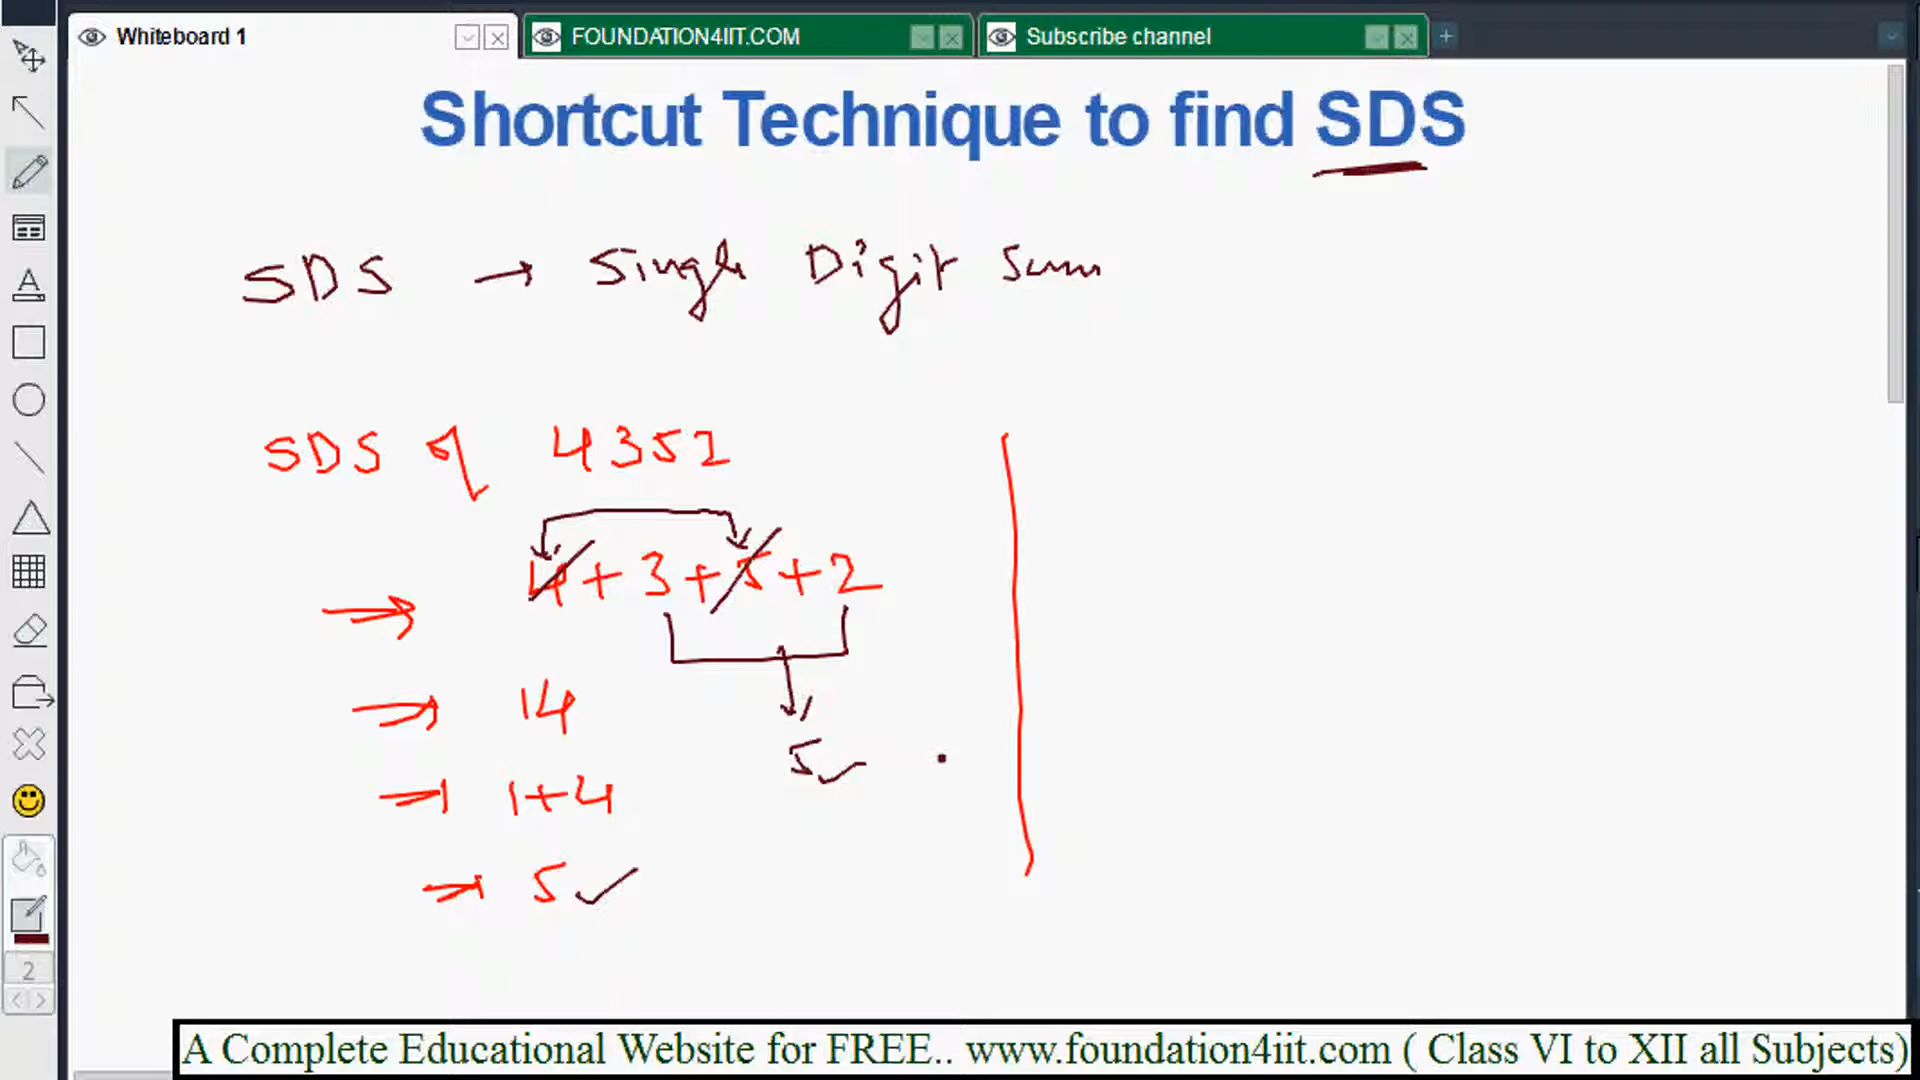 Whiteboard 1
FOUNDATION4IIT.COM
Subscribe channel
Shortcut Technique to find SDS
SDS → Single Digit Sum
SDS of 4352
→ 4 + 3 + 5 + 2
→ 14
5
→ 1+4
→ 5
2
A Complete Educational Website for FREE.. www.foundation4iit.com ( Class VI to XII all Subjects)